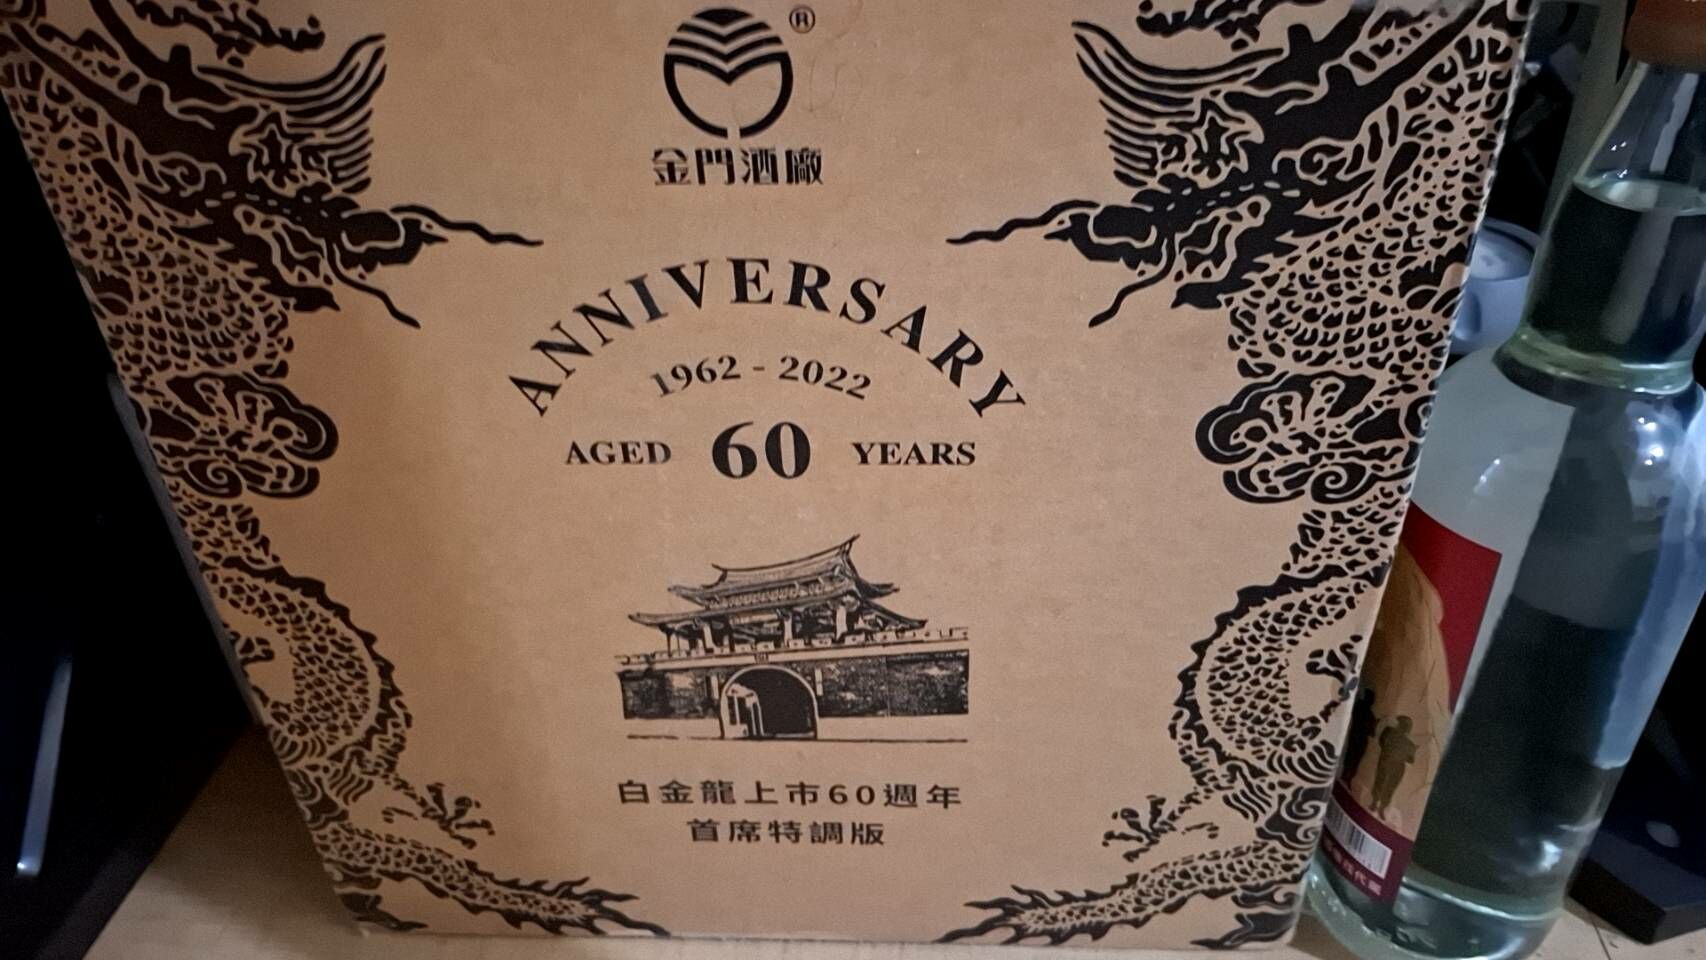 ®
金門酒廠
ANNIVERSARY
1962 - 2022
AGED 60 YEARS
白金龍上市60週年
首席特調版